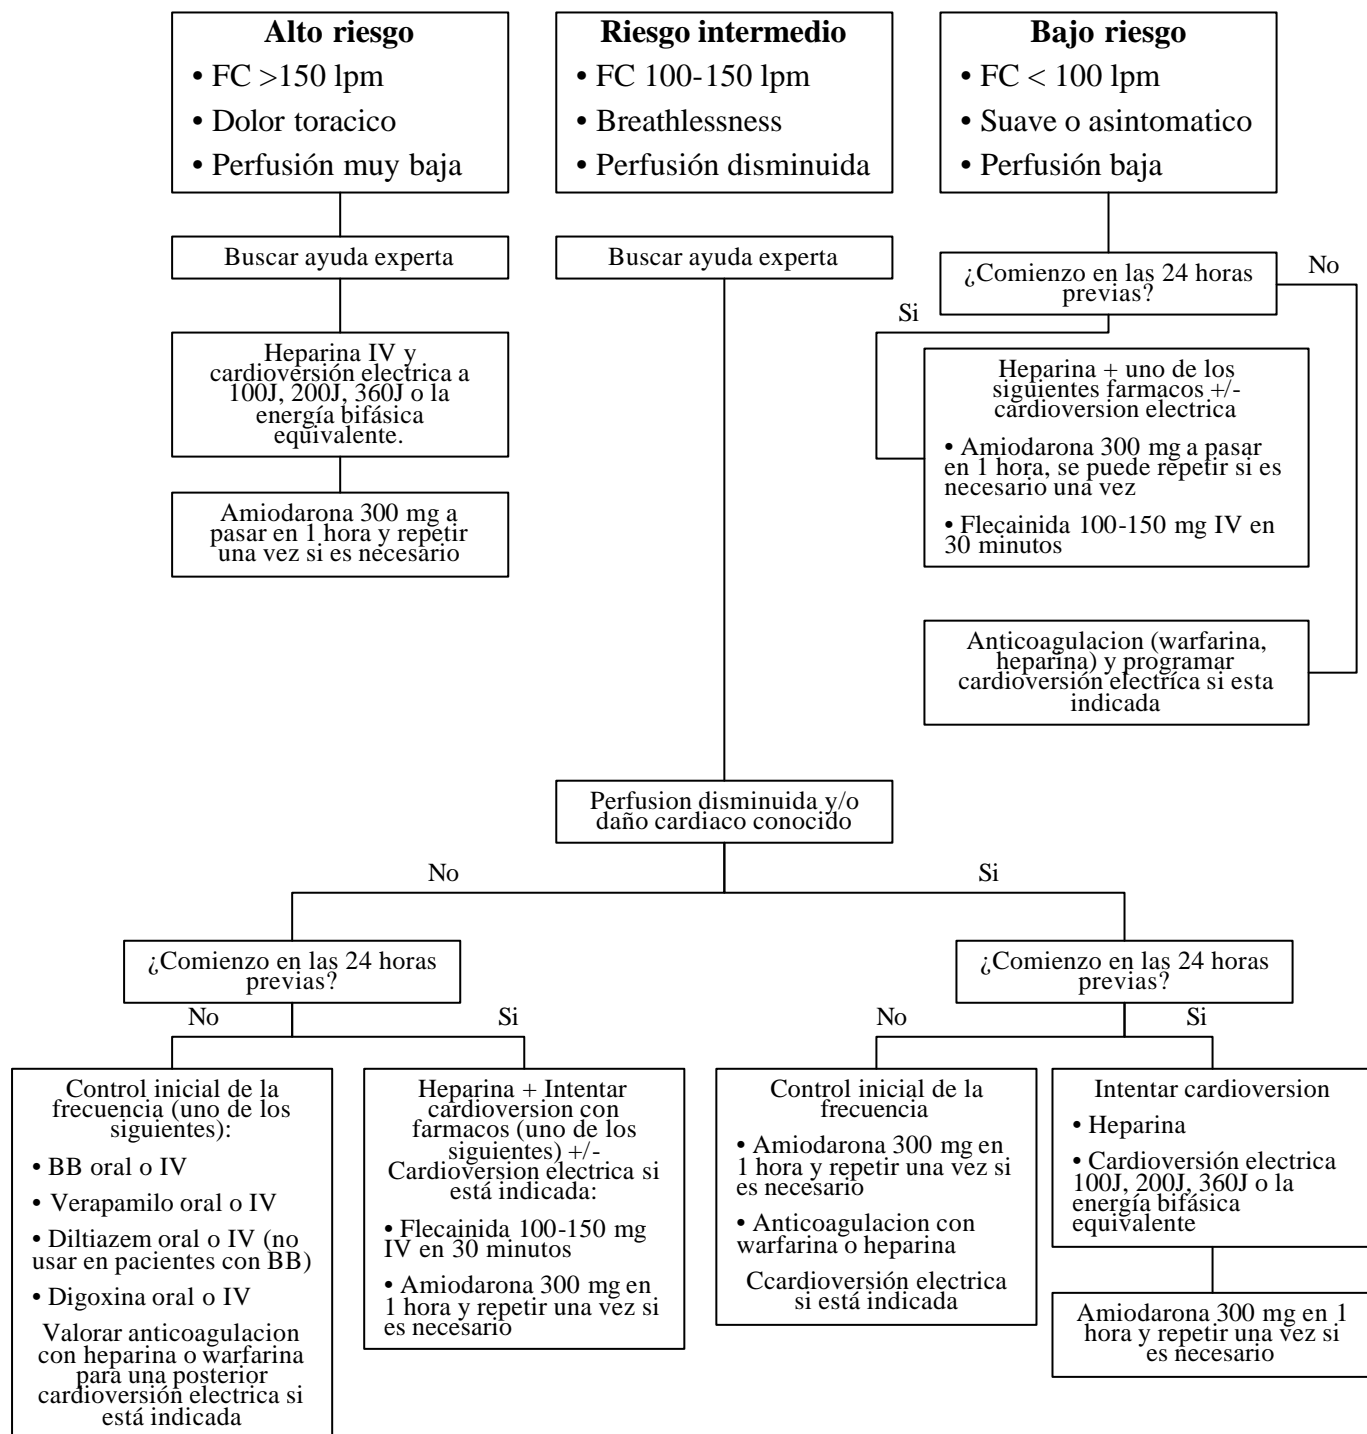 Alto riesgo
• FC >150 lpm
• Dolor toracico
• Perfusión muy baja
Riesgo intermedio
• FC 100-150 lpm
• Breathlessness
• Perfusión disminuida
Bajo riesgo
• FC < 100 lpm
• Suave o asintomatico
• Perfusión baja
Buscar ayuda experta
Buscar ayuda experta
¿Comienzo en las 24 horas
previas?
No
Si
Heparina IV y
cardioversión electrica a
100J, 200J, 360J o la
energía bifásica
equivalente.
Heparina + uno de los
siguientes farmacos +/-
cardioversion electrica
• Amiodarona 300 mg a pasar
en 1 hora, se puede repetir si es
necesario una vez
• Flecainida 100-150 mg IV en
30 minutos
Amiodarona 300 mg a
pasar en 1 hora y repetir
una vez si es necesario
Anticoagulacion (warfarina,
heparina) y programar
cardioversión electríca si esta
indicada
Perfusion disminuida y/o
daño cardiaco conocido
No
Si
¿Comienzo en las 24 horas
previas?
¿Comienzo en las 24 horas
previas?
No
Si
No
Si
Control inicial de la
frecuencia (uno de los
siguientes):
• BB oral o IV
• Verapamilo oral o IV
• Diltiazem oral o IV (no
usar en pacientes con BB)
• Digoxina oral o IV
Valorar anticoagulacion
con heparina o warfarina
para una posterior
cardioversión electrica si
está indicada
Heparina + Intentar
cardioversion con
farmacos (uno de los
siguientes) +/-
Cardioversion electrica si
está indicada:
• Flecainida 100-150 mg
IV en 30 minutos
• Amiodarona 300 mg en
1 hora y repetir una vez si
es necesario
Control inicial de la
frecuencia
• Amiodarona 300 mg en
1 hora y repetir una vez si
es necesario
• Anticoagulacion con
warfarina o heparina
Ccardioversión electrica
si está indicada
Intentar cardioversion
• Heparina
• Cardioversión electrica
100J, 200J, 360J o la
energía bifásica
equivalente
Amiodarona 300 mg en 1
hora y repetir una vez si
es necesario